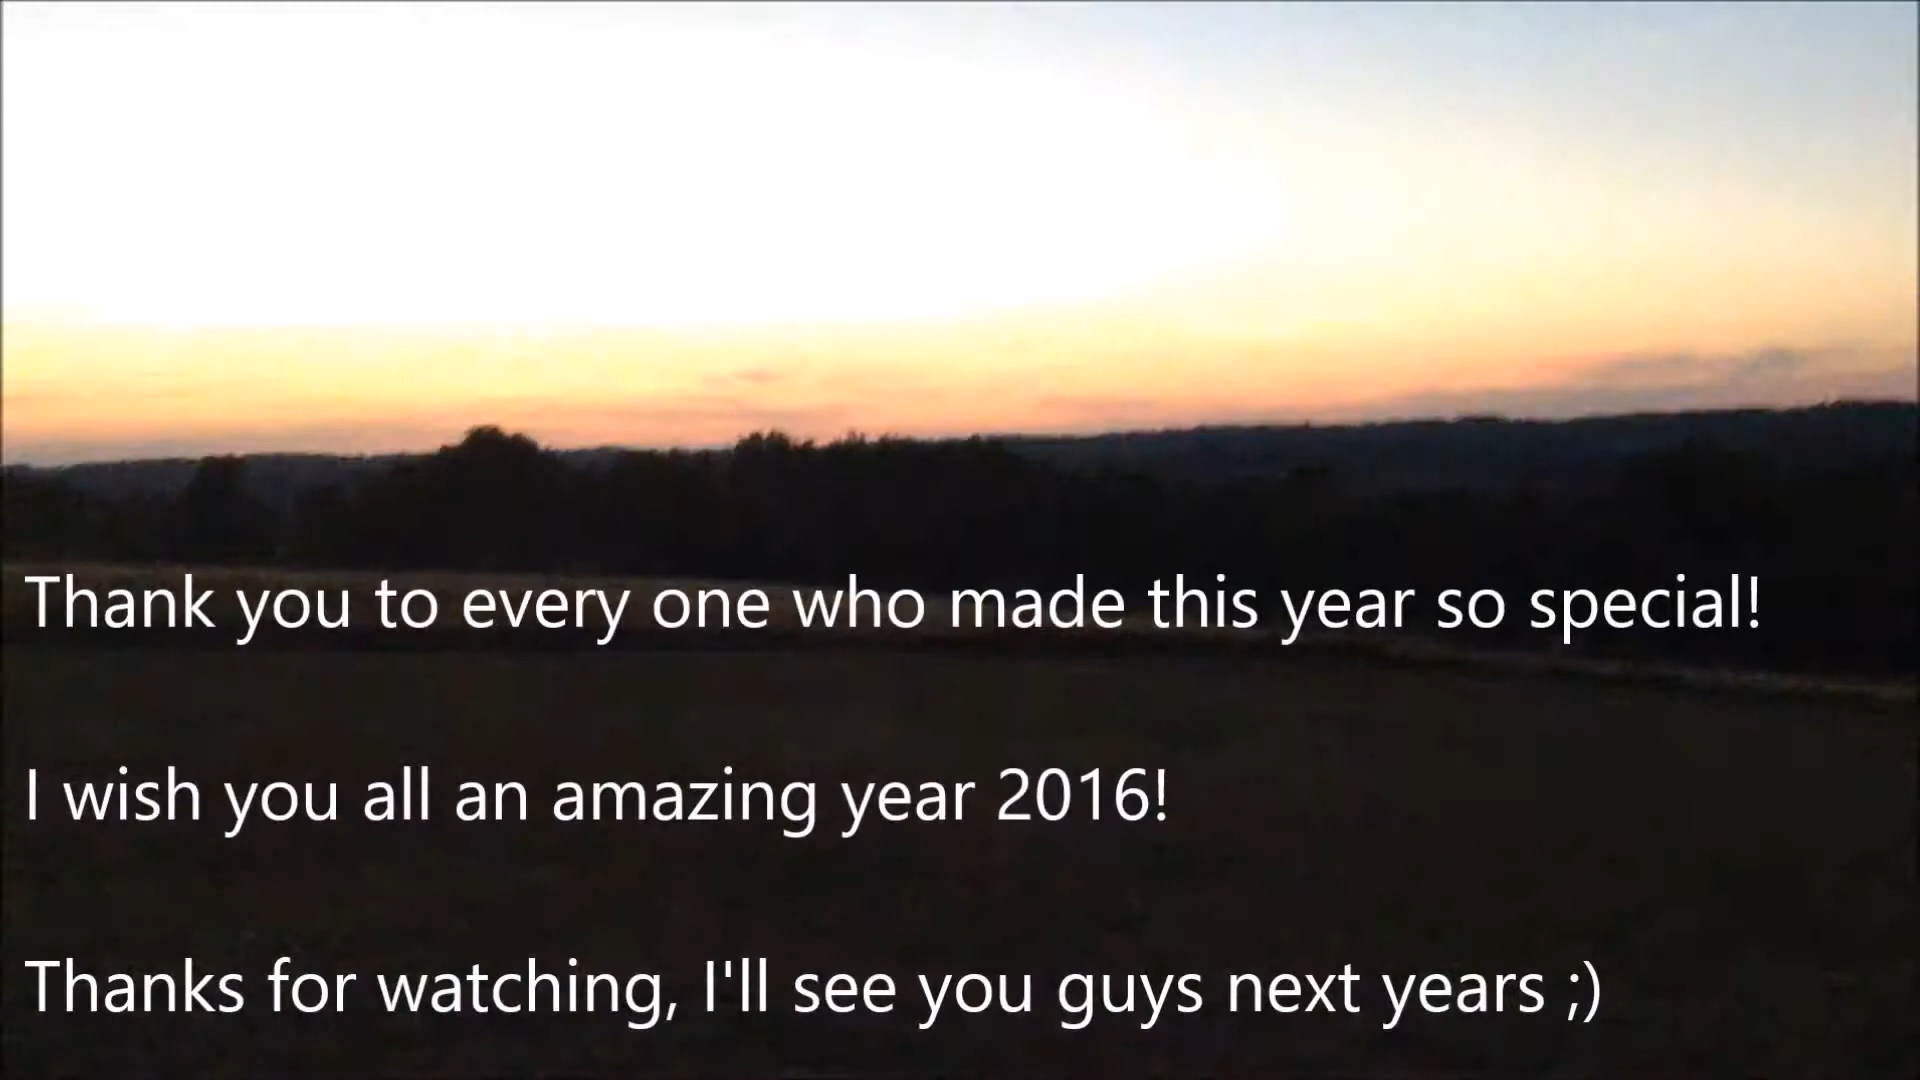 Thank you to every one who made this year so special!
I wish you all an amazing year 2016!
Thanks for watching, I'll see you guys next years ;)